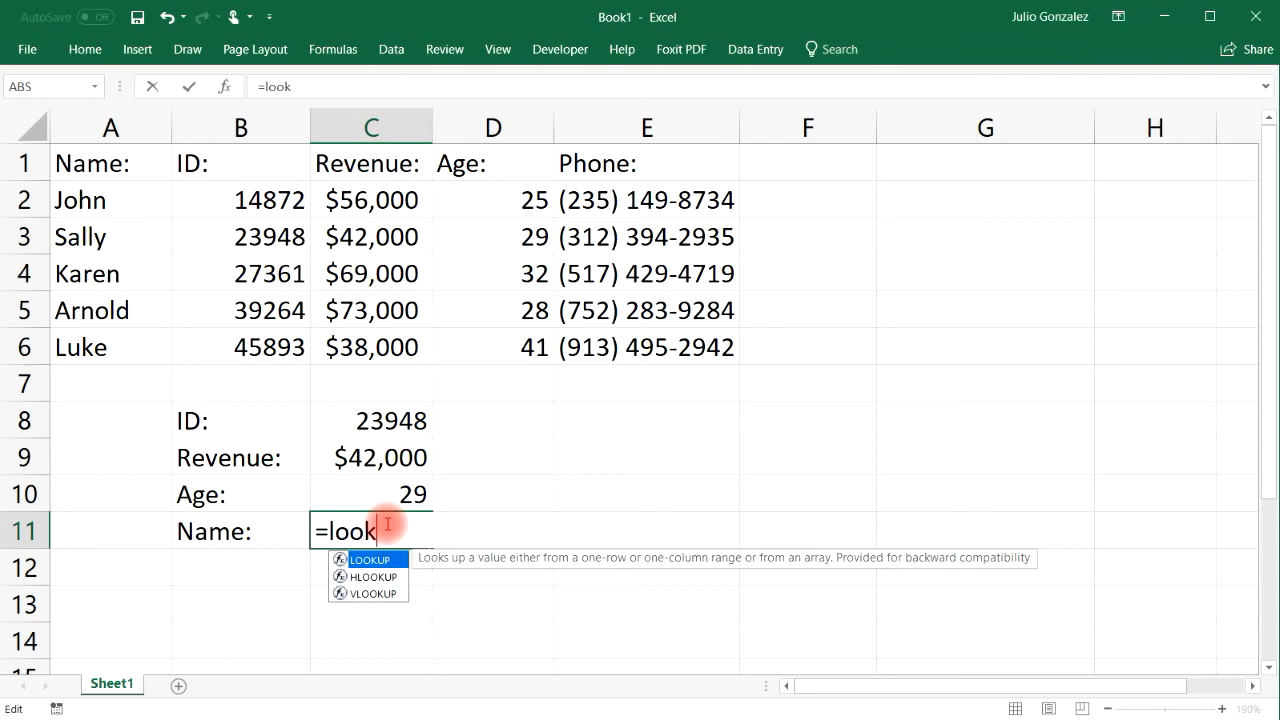 AutoSave Off Book1 - Excel Julio Gonzalez
File Home Insert Draw Page Layout Formulas Data Review View Developer Help Foxit PDF Data Entry Search Share
ABS fx =look
A B C D E F G H
1 Name: ID: Revenue: Age: Phone:
2 John 14872 $56,000 25 (235) 149-8734
3 Sally 23948 $42,000 29 (312) 394-2935
4 Karen 27361 $69,000 32 (517) 429-4719
5 Arnold 39264 $73,000 28 (752) 283-9284
6 Luke 45893 $38,000 41 (913) 495-2942
7
8 ID: 23948
9 Revenue: $42,000
10 Age: 29
11 Name: =look
12 LOOKUP Looks up a value either from a one-row or one-column range or from an array. Provided for backward compatibility
HLOOKUP
13 VLOOKUP
14
15
Sheet1
Edit 190%